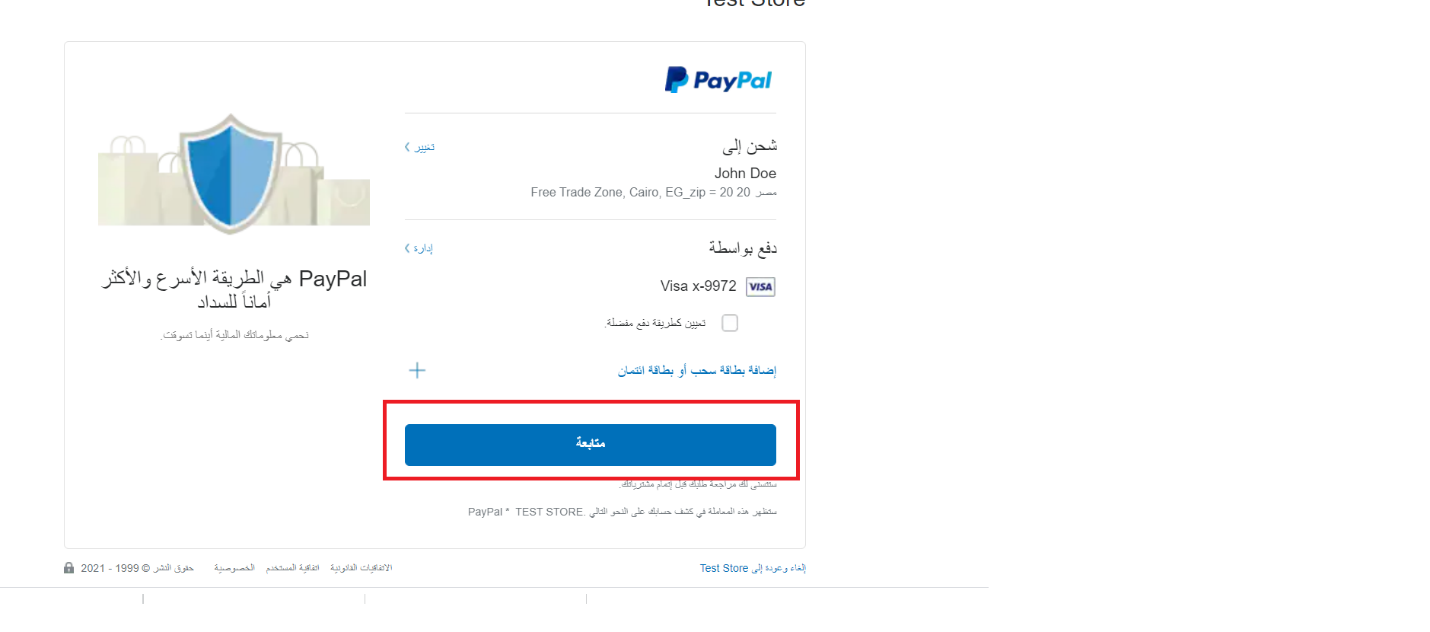 Test Store
PayPal
شحن إلى
تغيير
John Doe
Free Trade Zone, Cairo, EG_zip = 20 20 مصر
دفع بواسطة
إدارة
Visa x-9972
VISA
تعيين كطريقة دفع مفضلة.
إضافة بطاقة سحب أو بطاقة ائتمان
متابعة
ستتسنى لك مراجعة طلبك قبل إتمام مشترياتك.
ستظهر هذه المعاملة في كشف حسابك على النحو التالي .PayPal * TEST STORE
PayPal هي الطريقة الأسرع والأكثر
أماناً للسداد
نحمي معلوماتك المالية أينما تسوقت.
إلغاء وعودة إلى Test Store
الاتفاقيات القانونية اتفاقية المستخدم الخصوصية حقوق النشر © 1999 - 2021